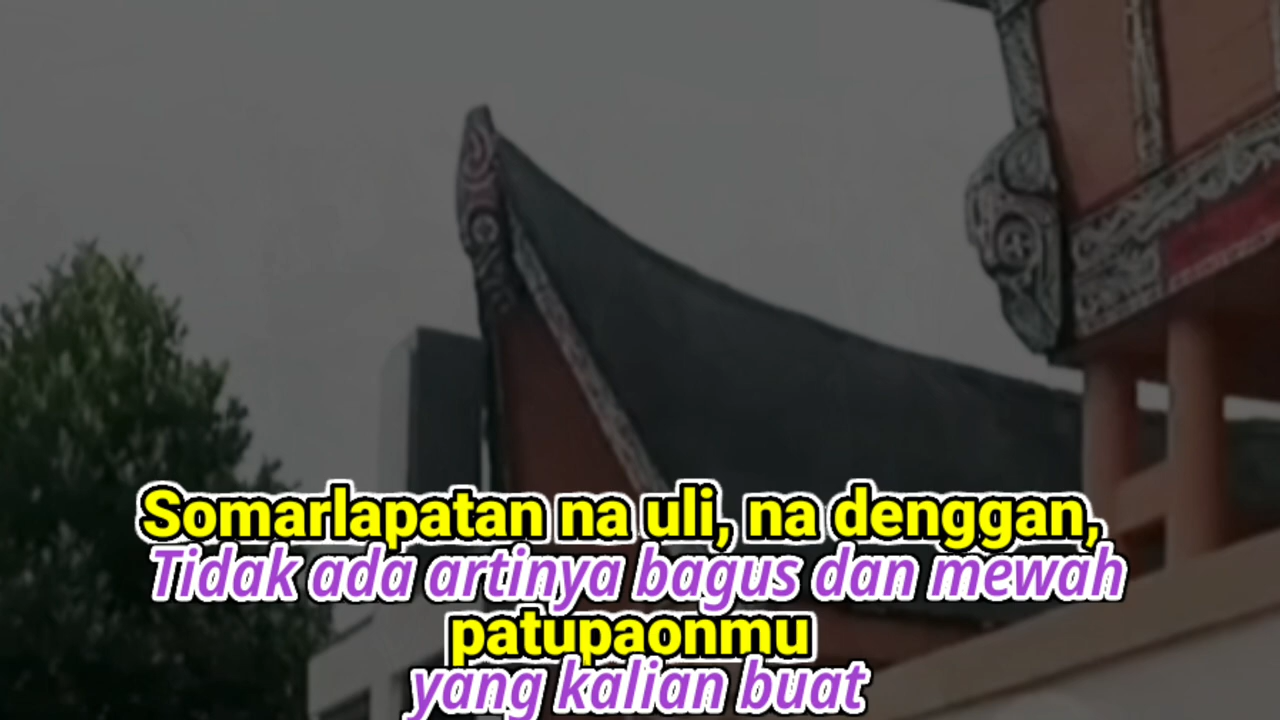 Somarlapatan na uli, na denggan,
Tidak ada artinya bagus dan mewah
patupaonmu
yang kalian buat